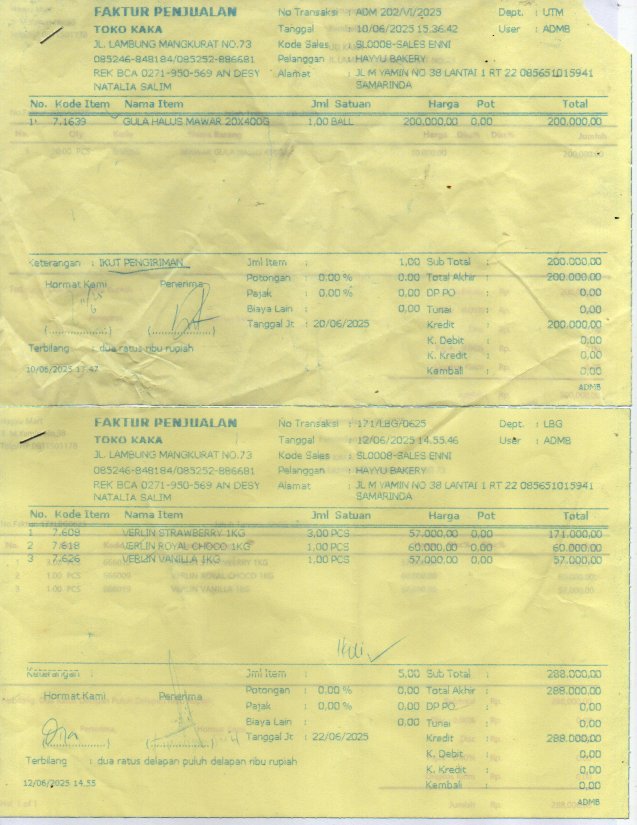 FAKTUR PENJUALAN No Transaksi : ADM 202/VI/2025 Dept. : UTM
TOKO KAKA Tanggal : 10/06/2025 15.36.42 User : ADMB
JL. LAMBUNG MANGKURAT NO.73 Kode Sales : SL0008-SALES ENNI
085246-848184/085252-886681 Pelanggan : HAYYU BAKERY
REK BCA 0271-950-569 AN DESY Alamat : JL M YAMIN NO 38 LANTAI 1 RT 22 085651015941
NATALIA SALIM SAMARINDA
No. Kode Item Nama Item Jml Satuan Harga Pot Total
1 7.1639 GULA HALUS MAWAR 20X400G 1,00 BALL 200.000,00 0,00 200.000,00
Keterangan : IKUT PENGIRIMAN Jml Item : 1,00 Sub Total : 200.000,00
Hormat Kami Penerima Potongan : 0,00 % 0,00 Total Akhir : 200.000,00
Pajak : 0,00 % 0,00 DP PO : 0,00
Biaya Lain : 0,00 Tunai : 0,00
(..................) (..................) Tanggal Jt : 20/06/2025 Kredit : 200.000,00
K. Debit : 0,00
Terbilang : dua ratus ribu rupiah K. Kredit : 0,00
10/06/2025 17.47 Kembali : 0,00
ADMB
FAKTUR PENJUALAN No Transaksi : 171/LBG/0625 Dept. : LBG
TOKO KAKA Tanggal : 12/06/2025 14.55.46 User : ADMB
JL. LAMBUNG MANGKURAT NO.73 Kode Sales : SL0008-SALES ENNI
085246-848184/085252-886681 Pelanggan : HAYYU BAKERY
REK BCA 0271-950-569 AN DESY Alamat : JL M YAMIN NO 38 LANTAI 1 RT 22 085651015941
NATALIA SALIM SAMARINDA
No. Kode Item Nama Item Jml Satuan Harga Pot Total
1 7.608 VERLIN STRAWBERRY 1KG 3,00 PCS 57.000,00 0,00 171.000,00
2 7.618 VERLIN ROYAL CHOCO 1KG 1,00 PCS 60.000,00 0,00 60.000,00
3 7.626 VERLIN VANILLA 1KG 1,00 PCS 57.000,00 0,00 57.000,00
Keterangan : Jml Item : 5,00 Sub Total : 288.000,00
Hormat Kami Penerima Potongan : 0,00 % 0,00 Total Akhir : 288.000,00
Pajak : 0,00 % 0,00 DP PO : 0,00
Biaya Lain : 0,00 Tunai : 0,00
(..................) (..................) Tanggal Jt : 22/06/2025 Kredit : 288.000,00
K. Debit : 0,00
Terbilang : dua ratus delapan puluh delapan ribu rupiah K. Kredit : 0,00
12/06/2025 14.55 Kembali : 0,00
ADMB